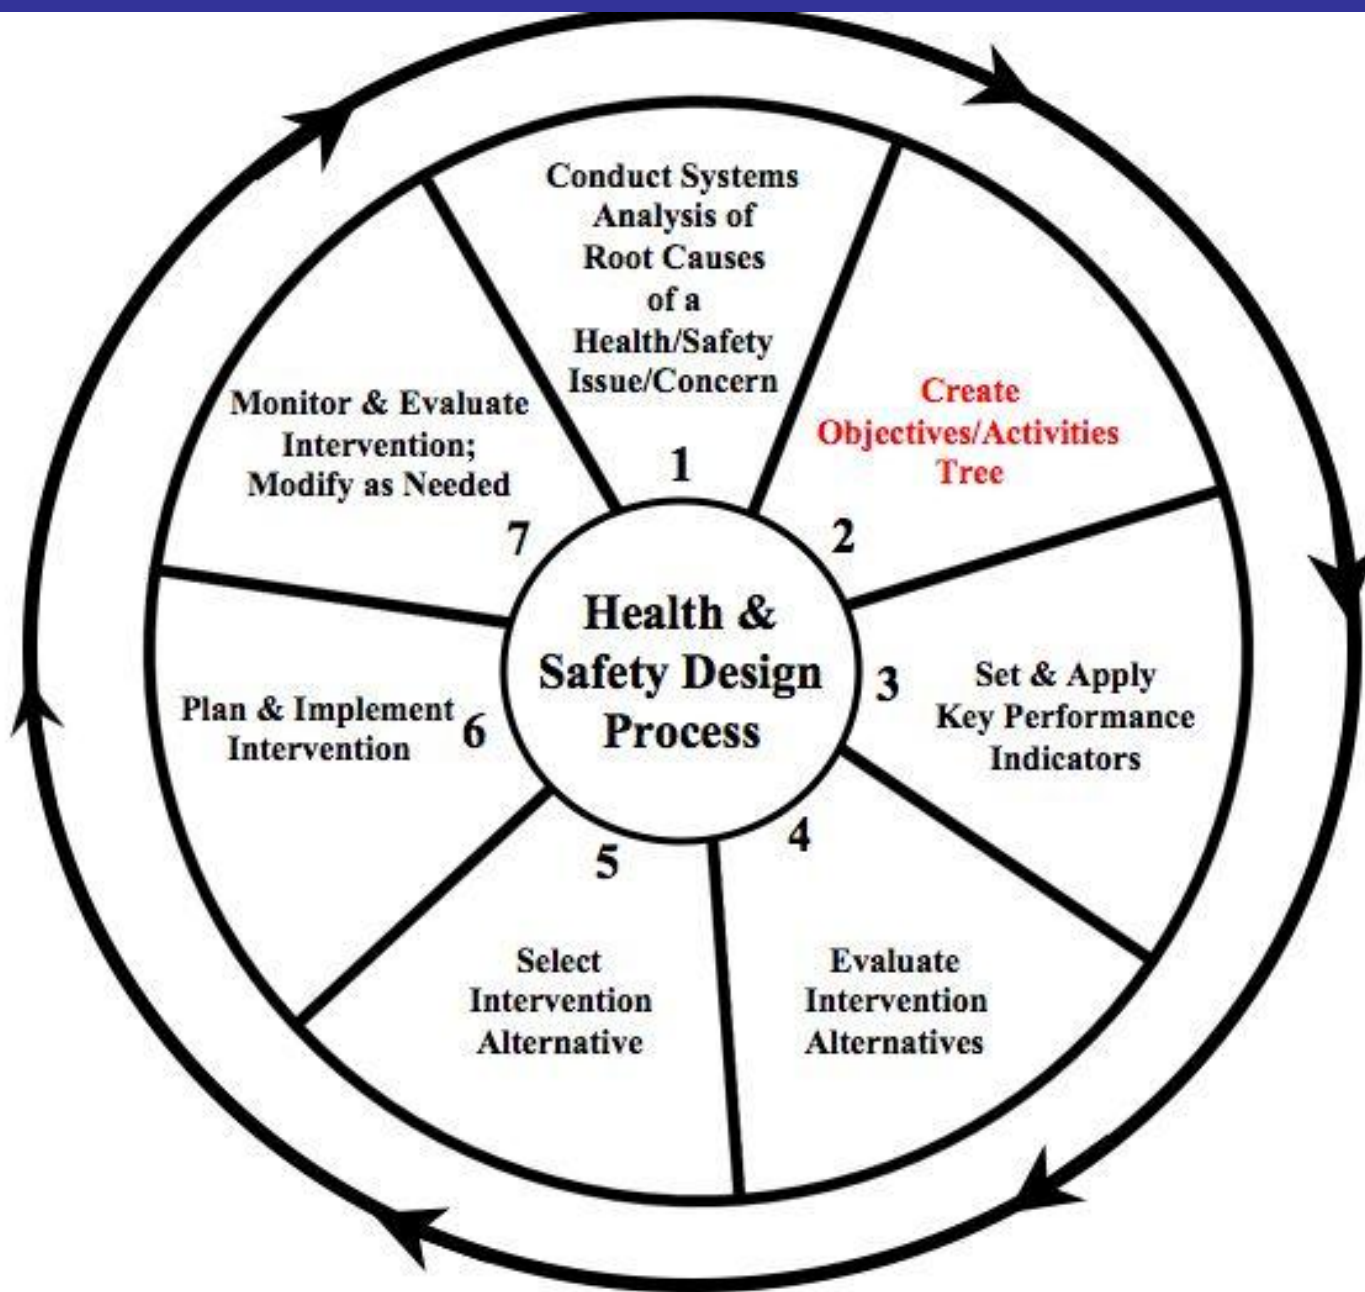 Health &
Safety Design
Process
1
Conduct Systems
Analysis of
Root Causes
of a
Health/Safety
Issue/Concern
2
Create
Objectives/Activities
Tree
3
Set & Apply
Key Performance
Indicators
4
Evaluate
Intervention
Alternatives
5
Select
Intervention
Alternative
6
Plan & Implement
Intervention
7
Monitor & Evaluate
Intervention;
Modify as Needed